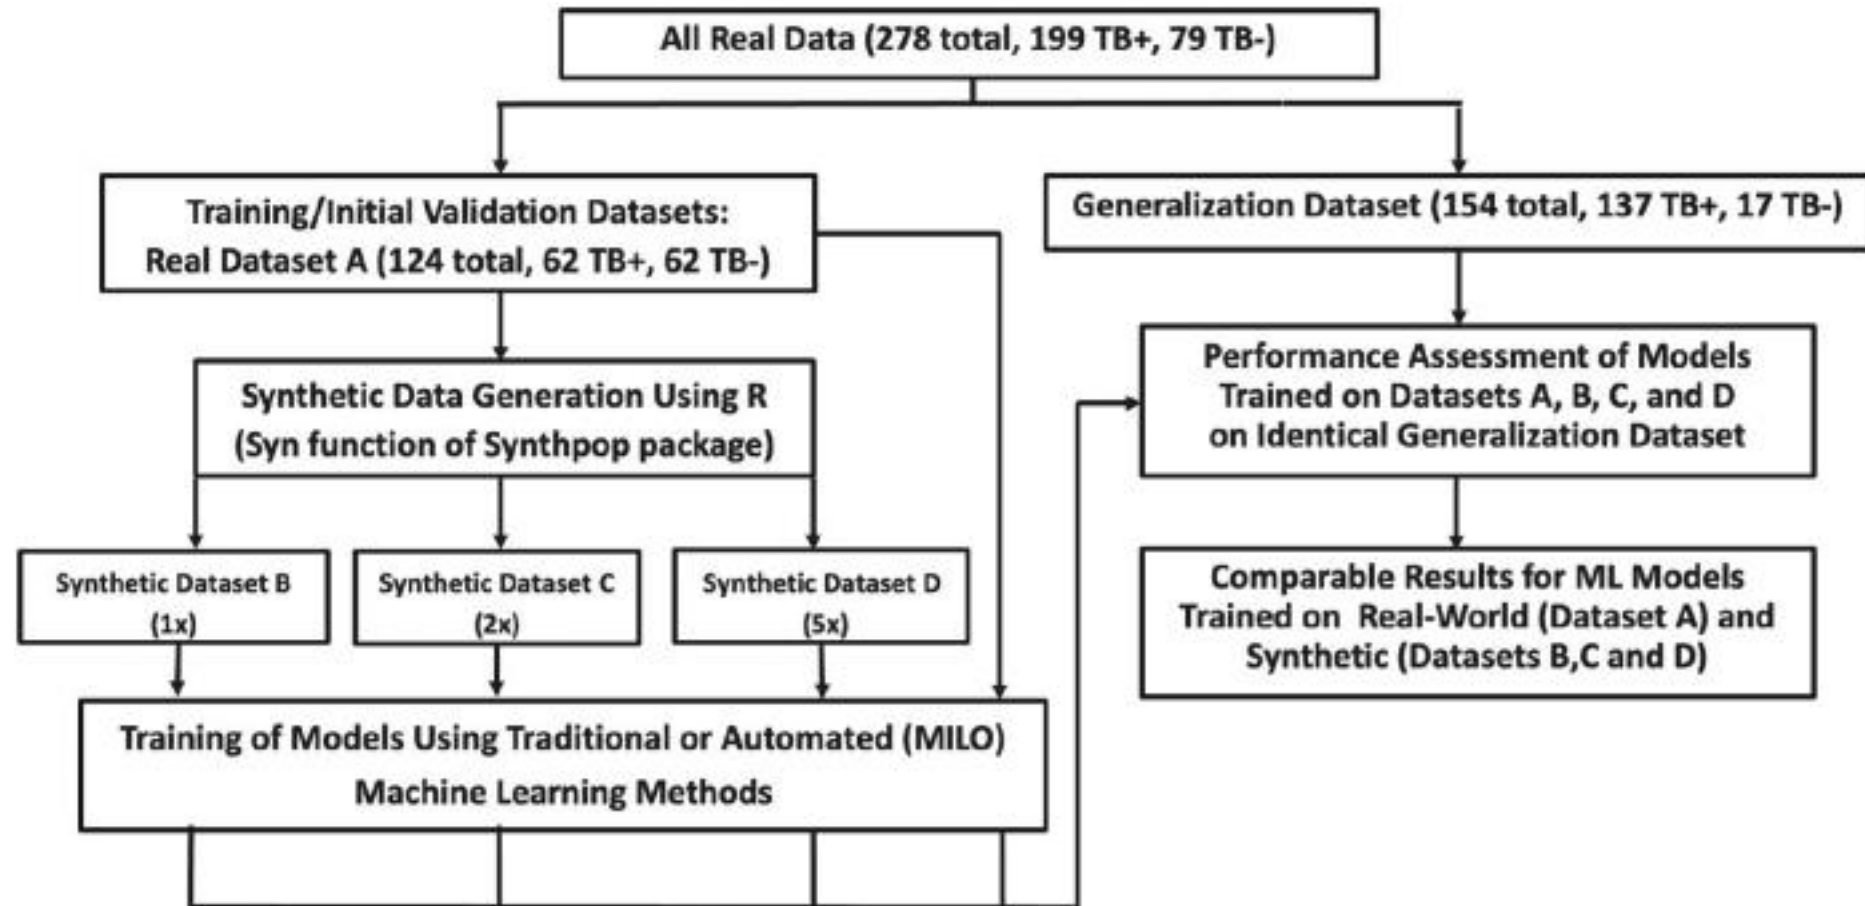 All Real Data (278 total, 199 TB+, 79 TB-)
Training/Initial Validation Datasets:
Real Dataset A (124 total, 62 TB+, 62 TB-)
Generalization Dataset (154 total, 137 TB+, 17 TB-)
Synthetic Data Generation Using R
(Syn function of Synthpop package)
Performance Assessment of Models
Trained on Datasets A, B, C, and D
on Identical Generalization Dataset
Synthetic Dataset B
(1x)
Synthetic Dataset C
(2x)
Synthetic Dataset D
(5x)
Comparable Results for ML Models
Trained on Real-World (Dataset A) and
Synthetic (Datasets B,C and D)
Training of Models Using Traditional or Automated (MILO)
Machine Learning Methods